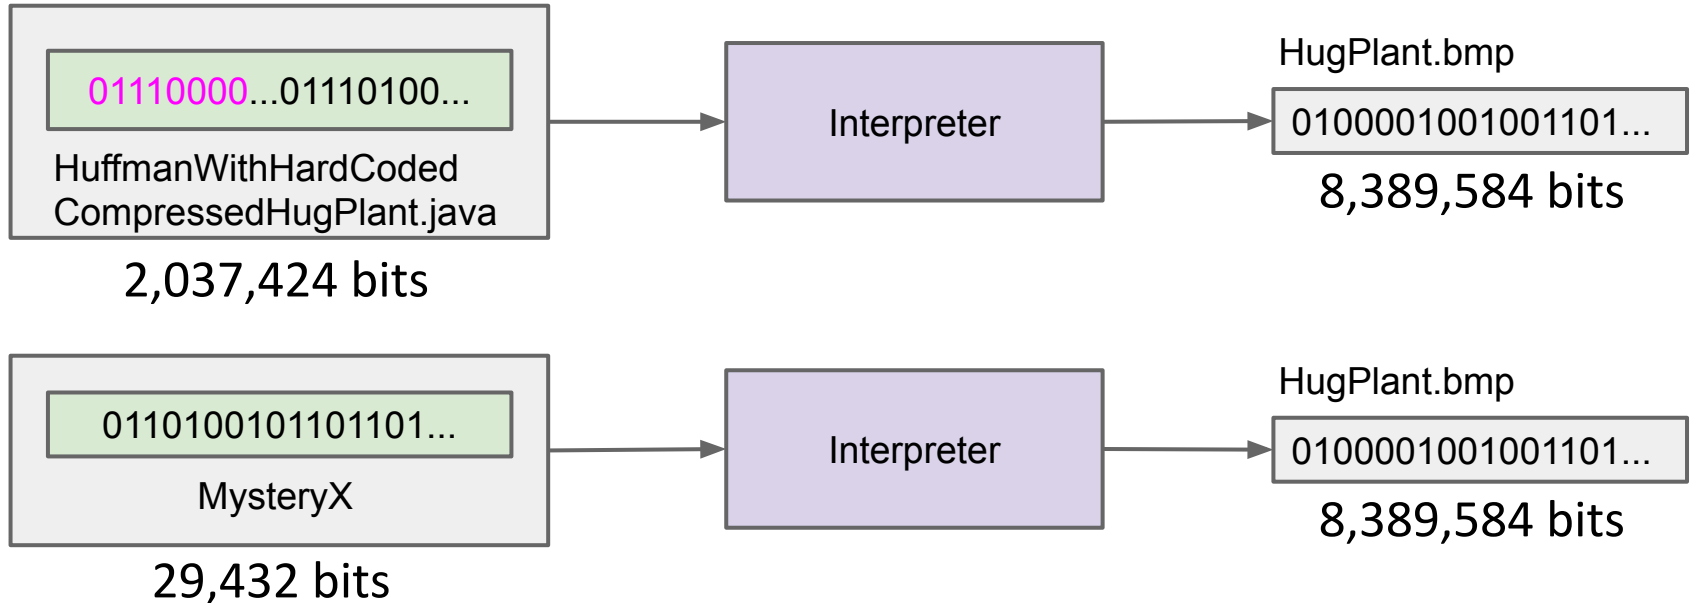 01110000...01110100...
HuffmanWithHardCoded
CompressedHugPlant.java
2,037,424 bits
Interpreter
HugPlant.bmp
0100001001001101...
8,389,584 bits
0110100101101101...
MysteryX
29,432 bits
Interpreter
HugPlant.bmp
0100001001001101...
8,389,584 bits